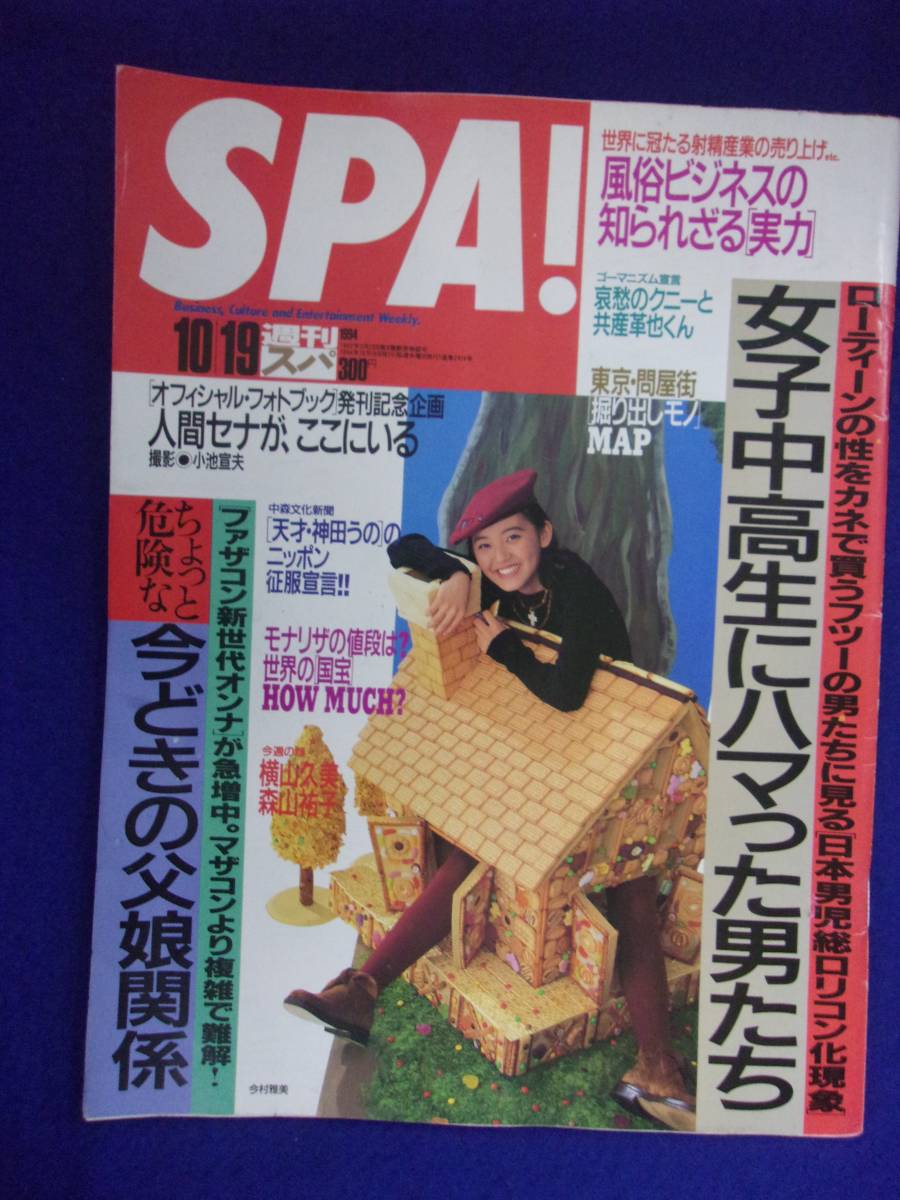 SPA!
Business, Culture and Entertainment Weekly.
10/19
週刊
スパ
1994
300円
世界に冠たる射精産業の売り上げetc.
風俗ビジネスの
知られざる[実力]
ゴーマニズム宣言
哀愁のクニーと
共産革也くん
東京・問屋街
[掘り出しモノ]
MAP
ローティーンの性をカネで買うフツーの男たちに見る[日本男児総ロリコン化現象]
女子中高生にハマった男たち
[オフィシャル・フォトブック]発刊記念企画
人間セナが、ここにいる
撮影●小池宣夫
中森文化新聞
[天才・神田うの]の
ニッポン
征服宣言!!
モナリザの値段は?
世界の[国宝]
HOW MUCH?
今週の顔
横山久美
森山祐子
[ファザコン新世代オンナ]が急増中。マザコンより複雑で難解!
ちょっと
危険な
今どきの父娘関係
今村雅美